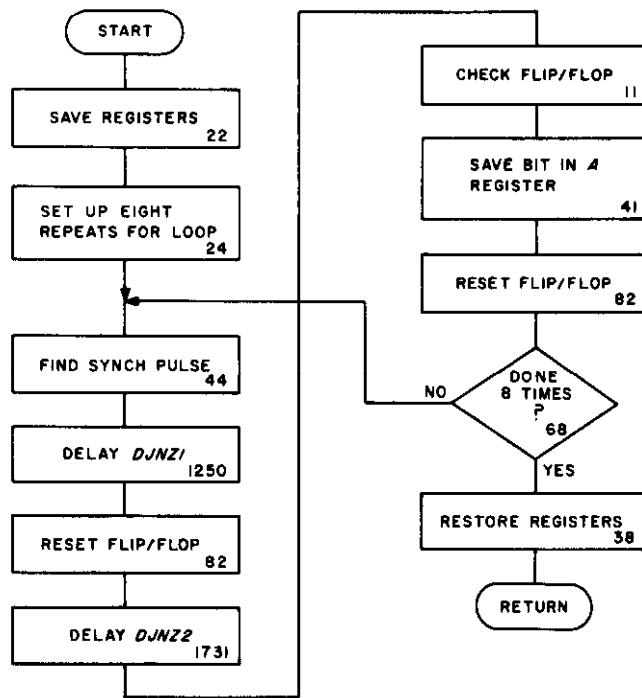 START
SAVE REGISTERS
22
SET UP EIGHT
REPEATS FOR LOOP
24
FIND SYNCH PULSE
44
DELAY DJNZ1
1250
RESET FLIP/FLOP
82
DELAY DJNZ2
1731
CHECK FLIP/FLOP
11
SAVE BIT IN A
REGISTER
41
RESET FLIP/FLOP
82
DONE
8 TIMES
?
68
NO
YES
RESTORE REGISTERS
38
RETURN